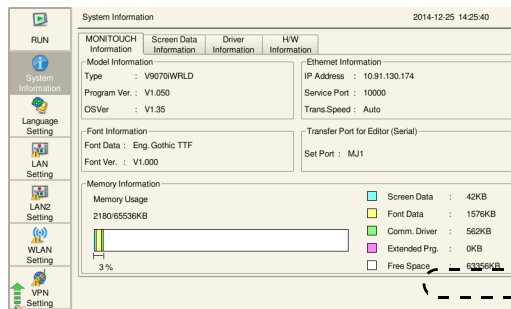 System Information 2014-12-25 14:25:40
RUN
System
Information
Language
Setting
LAN
Setting
LAN2
Setting
WLAN
Setting
VPN
Setting
MONITOUCH Information
Screen Data Information
Driver Information
H/W Information
Model Information
Type : V9070iWRLD
Program Ver. : V1.050
OSVer : V1.35
Ethernet Information
IP Address : 10.91.130.174
Service Port : 10000
Trans.Speed : Auto
Font Information
Font Data : Eng. Gothic TTF
Font Ver. : V1.000
Transfer Port for Editor (Serial)
Set Port : MJ1
Memory Information
Memory Usage
2180/65536KB
3 %
Screen Data : 42KB
Font Data : 1576KB
Comm. Driver : 562KB
Extended Prg. : 0KB
Free Space : 63356KB